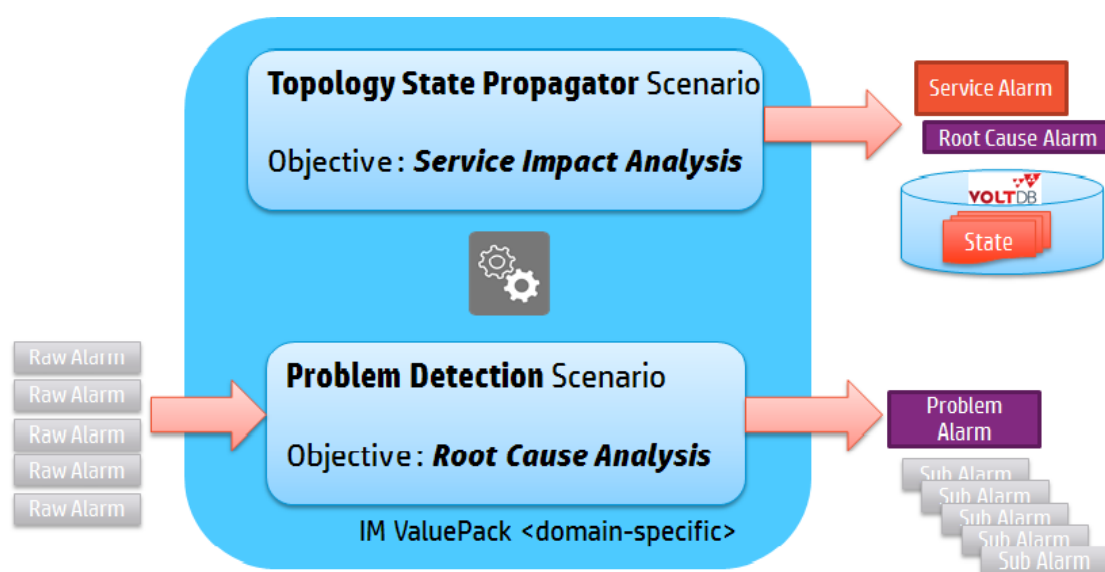 Topology State Propagator Scenario
Objective : Service Impact Analysis
Service Alarm
Root Cause Alarm
VOLTDB
State
Raw Alarm
Raw Alarm
Raw Alarm
Raw Alarm
Raw Alarm
Problem Detection Scenario
Objective : Root Cause Analysis
IM ValuePack <domain-specific>
Problem
Alarm
Sub Alarm
Sub Alarm
Sub Alarm
Sub Alarm
Sub Alarm